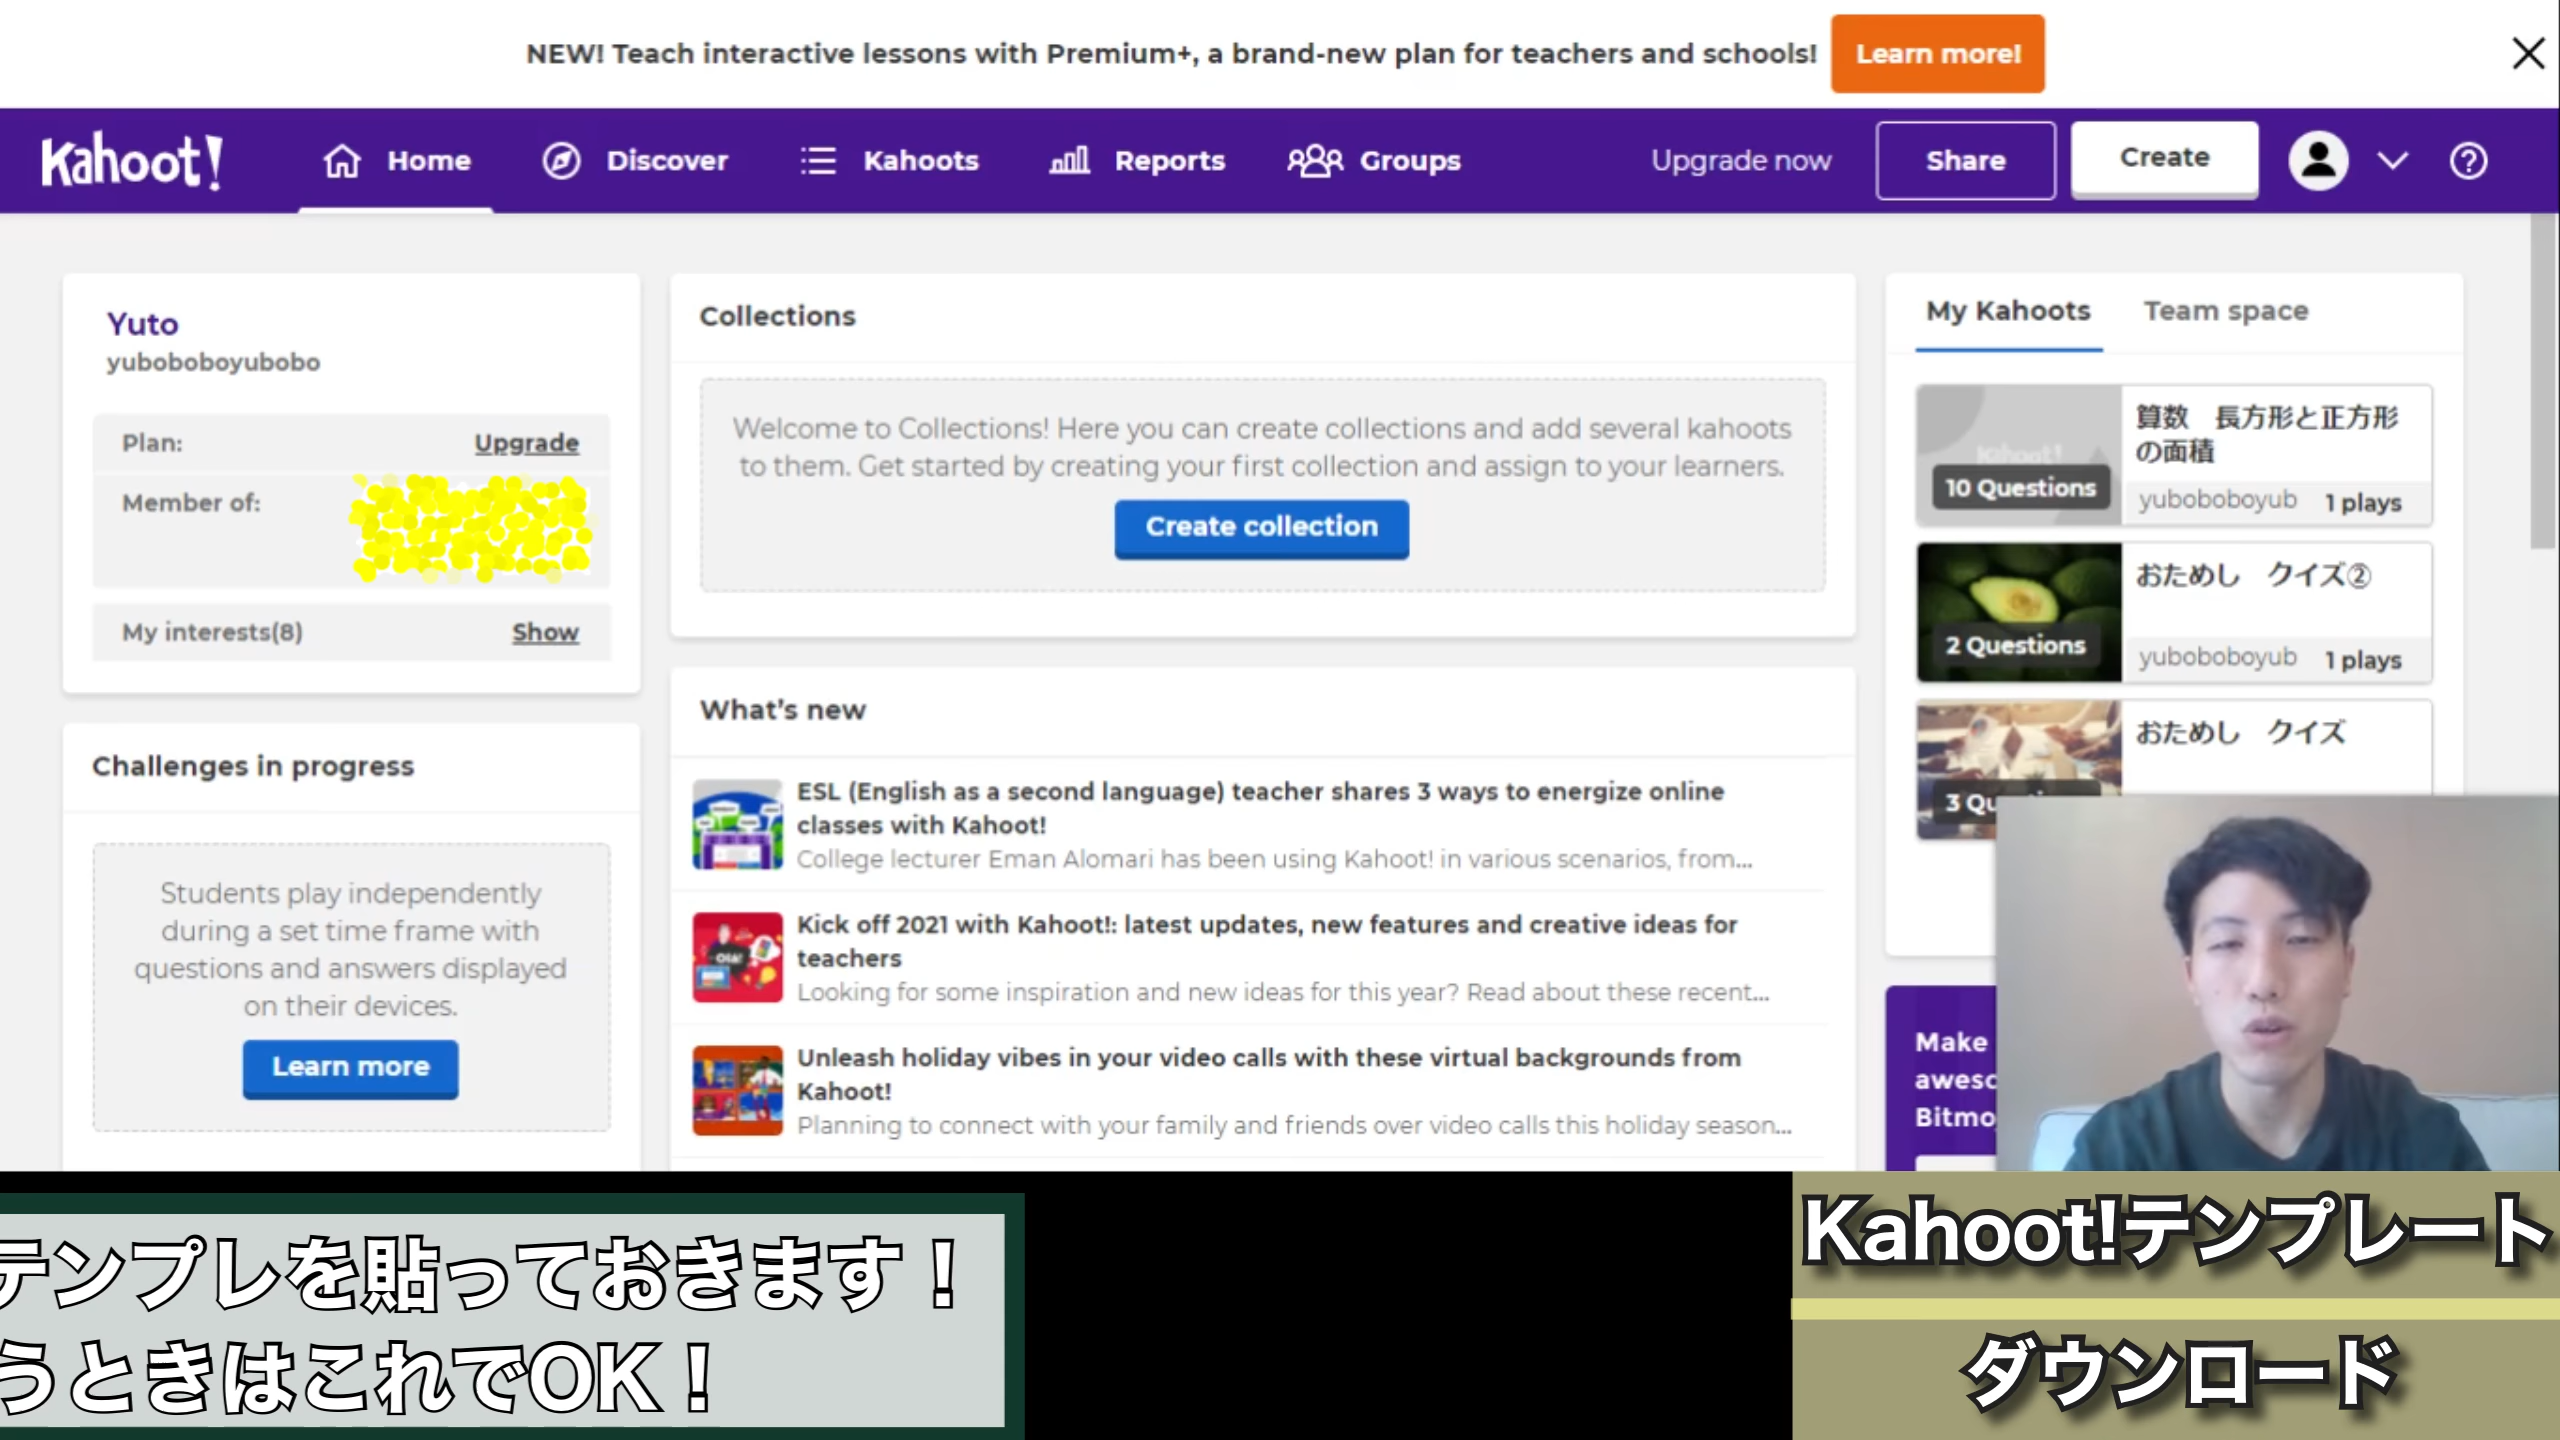 NEW! Teach interactive lessons with Premium+, a brand-new plan for teachers and schools!
Learn more!
Kahoot!
Home
Discover
Kahoots
Reports
Groups
Upgrade now
Share
Create
Yuto
yuboboboyubobo
Plan:
Upgrade
Member of:
My interests(8)
Show
Challenges in progress
Students play independently
during a set time frame with
questions and answers displayed
on their devices.
Learn more
Collections
Welcome to Collections! Here you can create collections and add several kahoots
to them. Get started by creating your first collection and assign to your learners.
Create collection
What's new
ESL (English as a second language) teacher shares 3 ways to energize online
classes with Kahoot!
College lecturer Eman Alomari has been using Kahoot! in various scenarios, from...
Kick off 2021 with Kahoot!: latest updates, new features and creative ideas for
teachers
Looking for some inspiration and new ideas for this year? Read about these recent...
Unleash holiday vibes in your video calls with these virtual backgrounds from
Kahoot!
Planning to connect with your family and friends over video calls this holiday season...
My Kahoots
Team space
算数　長方形と正方形
の面積
10 Questions
yuboboboyub
1 plays
おためし　クイズ②
2 Questions
yuboboboyub
1 plays
おためし　クイズ
3 Qu
Make
awesc
Bitmo
テンプレを貼っておきます！
うときはこれでOK！
Kahoot!テンプレート
ダウンロード